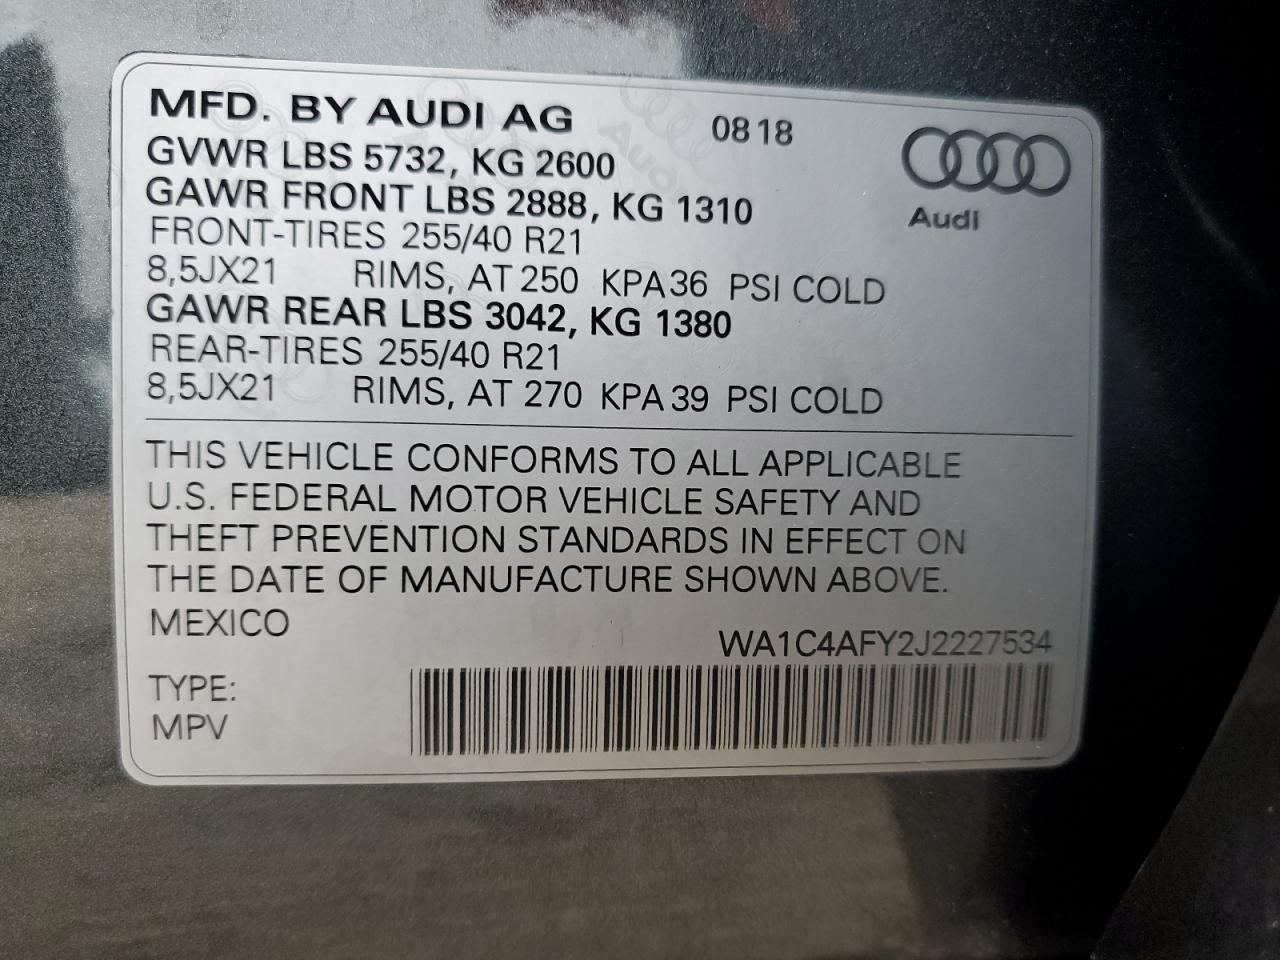 MFD. BY AUDI AG 0818
GVWR LBS 5732, KG 2600
GAWR FRONT LBS 2888, KG 1310
Audi
FRONT-TIRES 255/40 R21
8,5JX21 RIMS, AT 250 KPA 36 PSI COLD
GAWR REAR LBS 3042, KG 1380
REAR-TIRES 255/40 R21
8,5JX21 RIMS, AT 270 KPA 39 PSI COLD
THIS VEHICLE CONFORMS TO ALL APPLICABLE
U.S. FEDERAL MOTOR VEHICLE SAFETY AND
THEFT PREVENTION STANDARDS IN EFFECT ON
THE DATE OF MANUFACTURE SHOWN ABOVE.
MEXICO
WA1C4AFY2J2227534
TYPE:
MPV